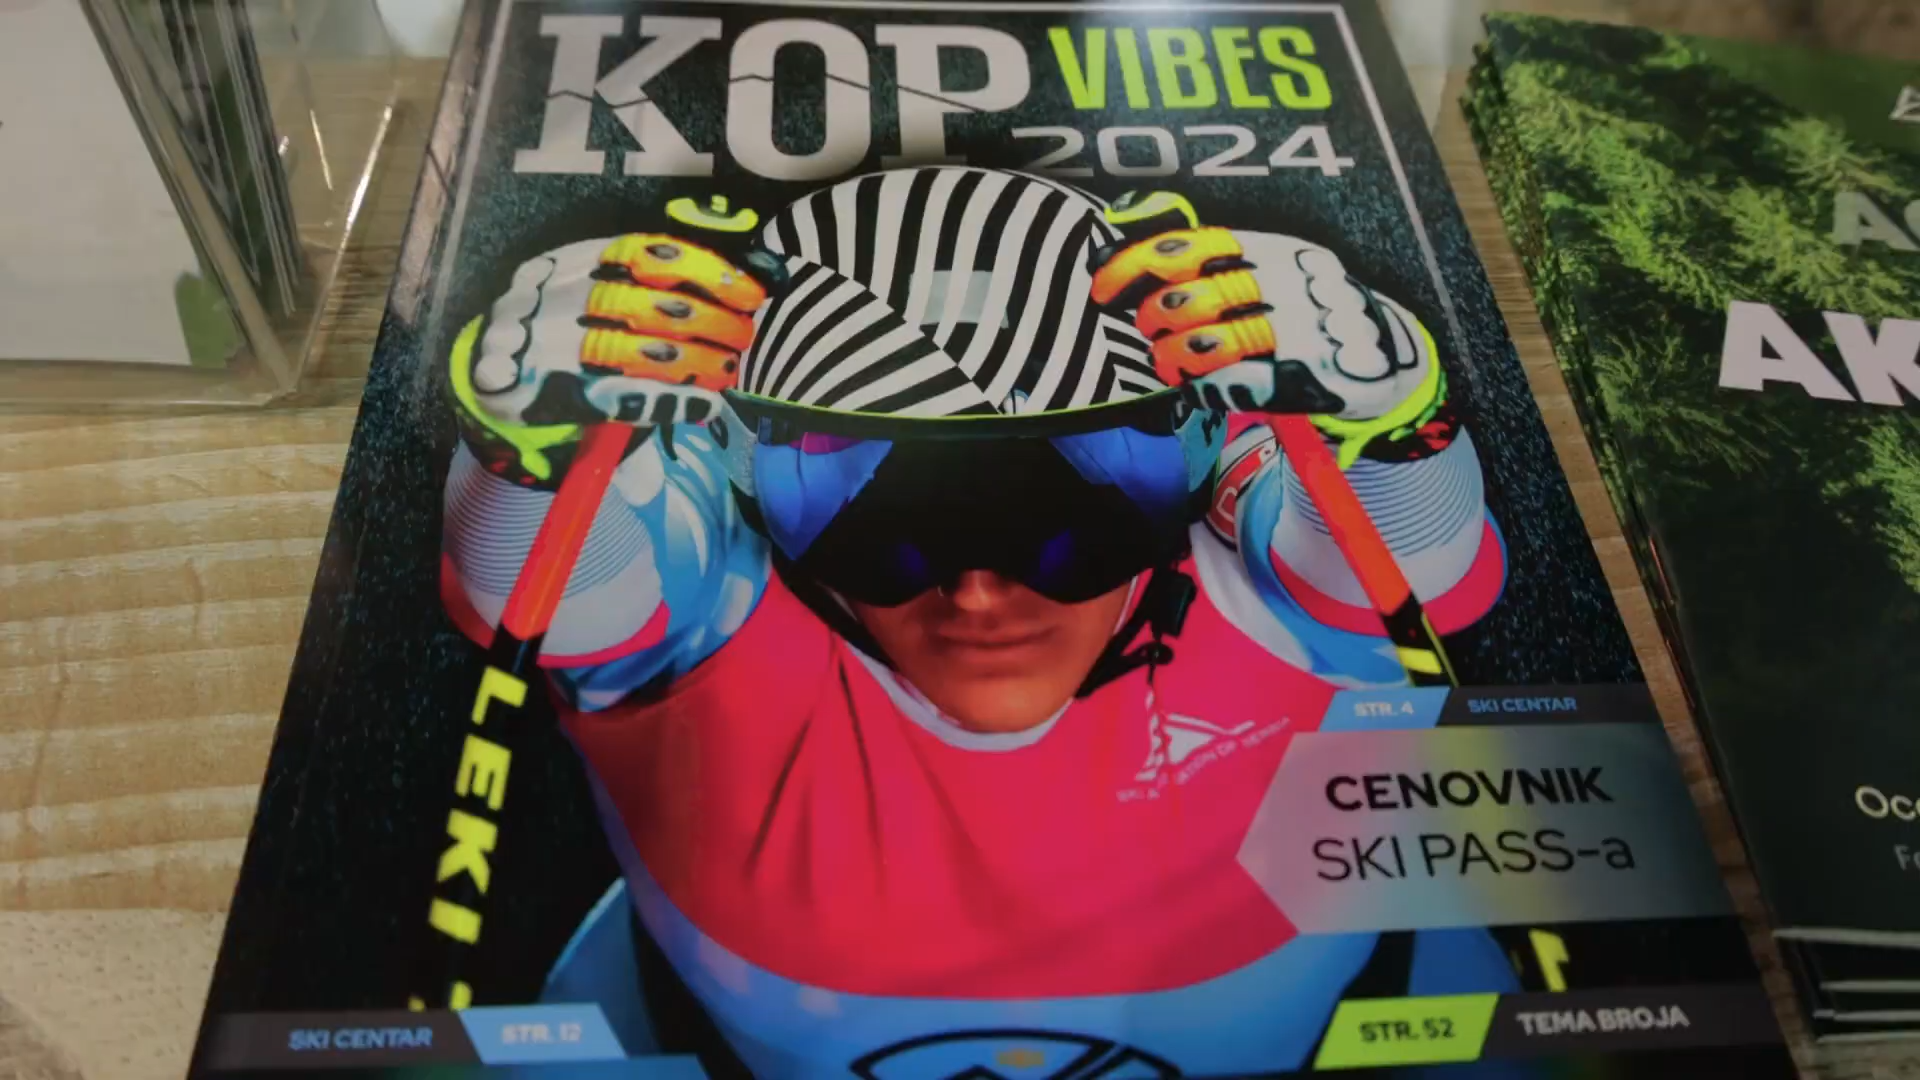 KOP VIBES
2024
LEKI
STR. 4 SKI CENTAR
CENOVNIK
SKI PASS-a
SKI CENTAR STR. 12
STR. 52 TEMA BROJA